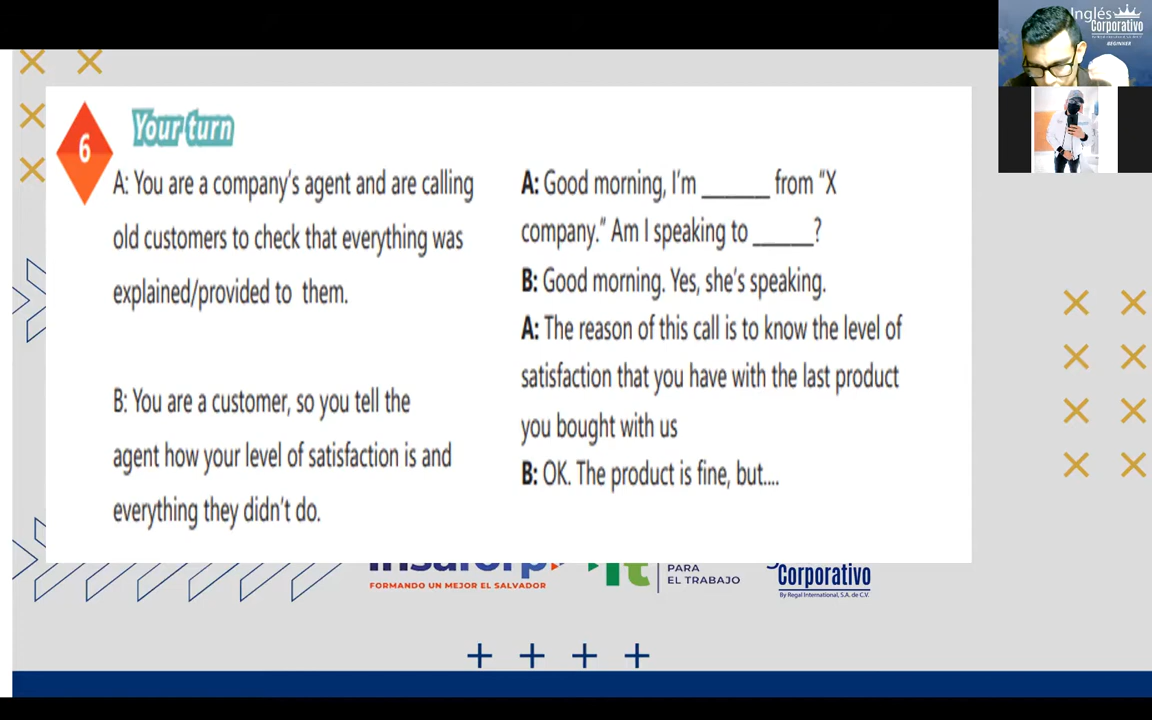 Inglés
Corporativo
BEGINNER
6
Your turn
A: You are a company's agent and are calling
old customers to check that everything was
explained/provided to them.
B: You are a customer, so you tell the
agent how your level of satisfaction is and
everything they didn't do.
A: Good morning, I'm _______ from “X
company.” Am I speaking to ______?
B: Good morning. Yes, she's speaking.
A: The reason of this call is to know the level of
satisfaction that you have with the last product
you bought with us
B: OK. The product is fine, but....
FORMANDO UN MEJOR EL SALVADOR
PARA
EL TRABAJO
Corporativo
By Regal International, S.A. de C.V.